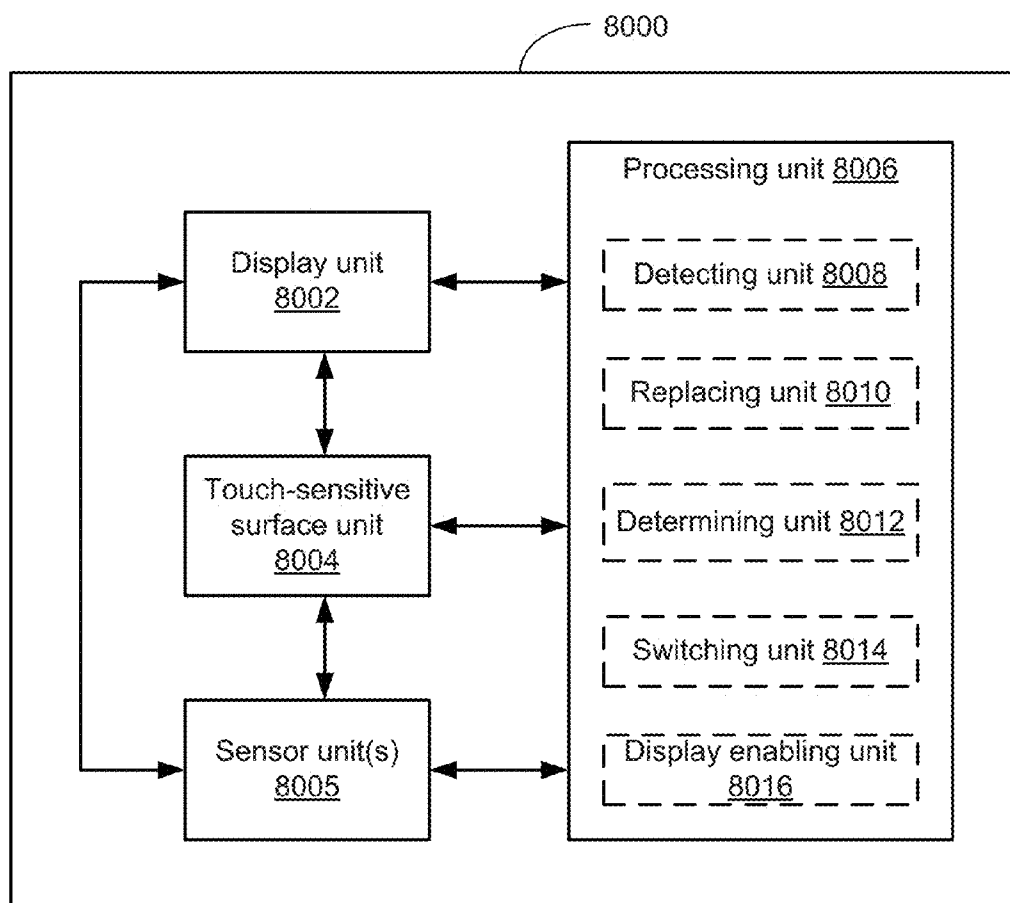 8000
Processing unit 8006
Display unit
8002
Detecting unit 8008
Replacing unit 8010
Touch-sensitive
surface unit
8004
Determining unit 8012
Switching unit 8014
Sensor unit(s)
8005
Display enabling unit
8016